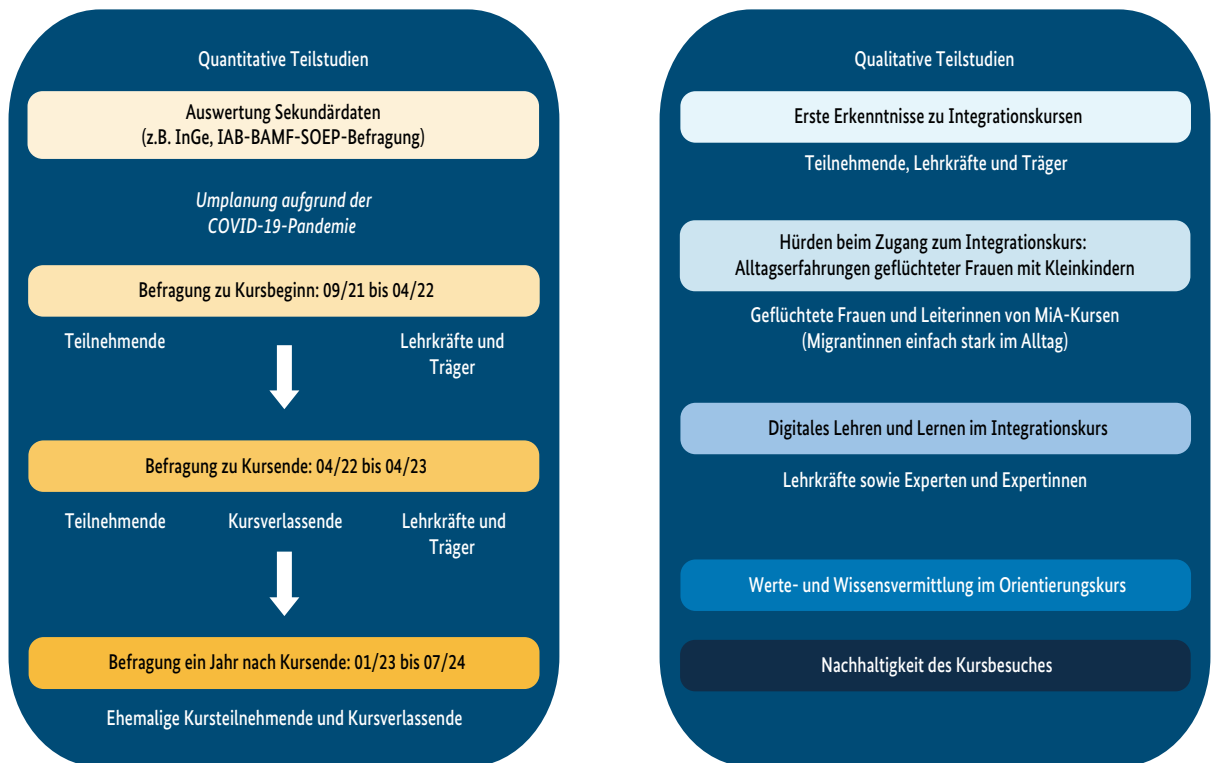 Quantitative Teilstudien
Auswertung Sekundärdaten
(z.B. InGe, IAB-BAMF-SOEP-Befragung)
Umplanung aufgrund der
COVID-19-Pandemie
Befragung zu Kursbeginn: 09/21 bis 04/22
Teilnehmende
Lehrkräfte und
Träger
Befragung zu Kursende: 04/22 bis 04/23
Teilnehmende
Kursverlassende
Lehrkräfte und
Träger
Befragung ein Jahr nach Kursende: 01/23 bis 07/24
Ehemalige Kursteilnehmende und Kursverlassende
Qualitative Teilstudien
Erste Erkenntnisse zu Integrationskursen
Teilnehmende, Lehrkräfte und Träger
Hürden beim Zugang zum Integrationskurs:
Alltagserfahrungen geflüchteter Frauen mit Kleinkindern
Geflüchtete Frauen und Leiterinnen von MiA-Kursen
(Migrantinnen einfach stark im Alltag)
Digitales Lehren und Lernen im Integrationskurs
Lehrkräfte sowie Experten und Expertinnen
Werte- und Wissensvermittlung im Orientierungskurs
Nachhaltigkeit des Kursbesuches